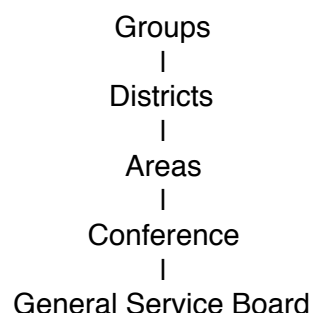 Groups
|
Districts
|
Areas
|
Conference
|
General Service Board